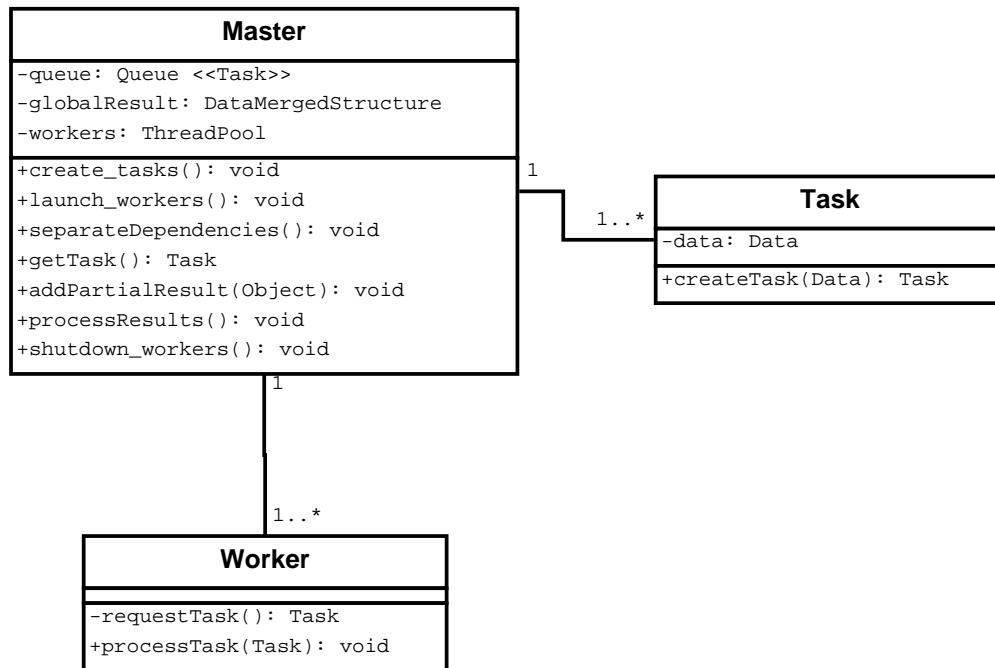 Master
-queue: Queue <<Task>>
-globalResult: DataMergedStructure
-workers: ThreadPool
+create_tasks(): void
+launch_workers(): void
+separateDependencies(): void
+getTask(): Task
+addPartialResult(Object): void
+processResults(): void
+shutdown_workers(): void
1
1..*
Task
-data: Data
+createTask(Data): Task
1
1..*
Worker
-requestTask(): Task
+processTask(Task): void